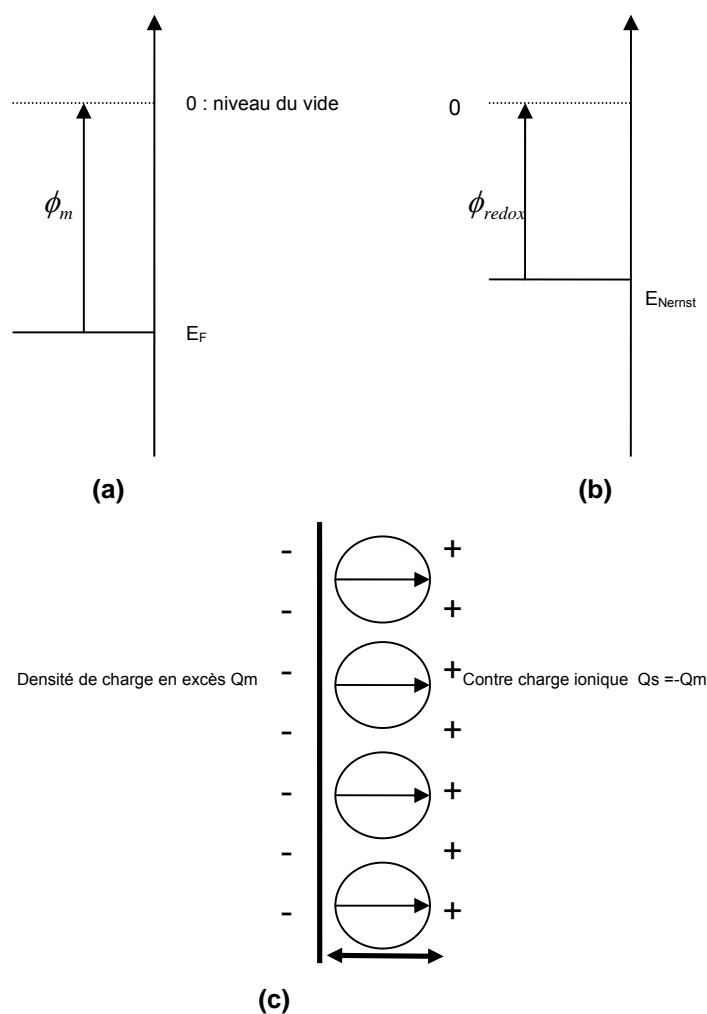 0 : niveau du vide
0
ϕm
ϕredox
ENernst
EF
(a)
(b)
- +
- +
- +
Densité de charge en excès Qm
Contre charge ionique Qs =-Qm
- +
- +
- +
- +
(c)